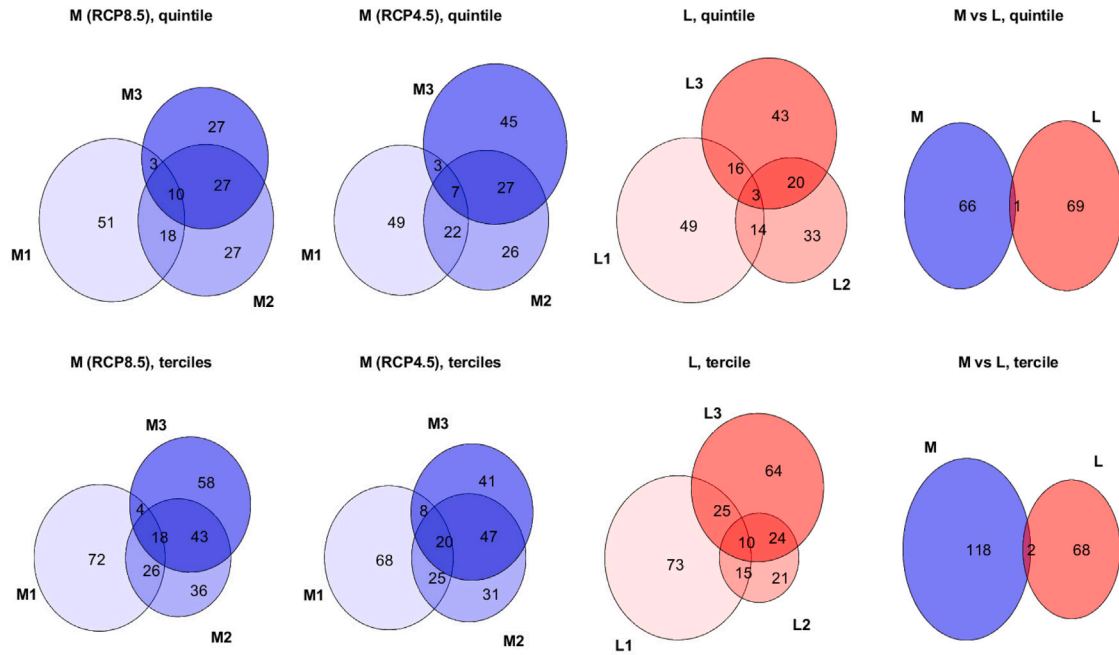 M (RCP8.5), quintile
M (RCP4.5), quintile
L, quintile
M vs L, quintile
M3
27
3
10
27
51
18
27
M1
M2
M3
45
3
7
27
49
22
26
M1
M2
L3
43
16
3
20
49
14
33
L1
L2
M
L
66
1
69
M (RCP8.5), terciles
M (RCP4.5), terciles
L, tercile
M vs L, tercile
M3
58
4
18
43
72
26
36
M1
M2
M3
41
8
20
47
68
25
31
M1
M2
L3
64
25
10
24
73
15
21
L1
L2
M
L
118
2
68